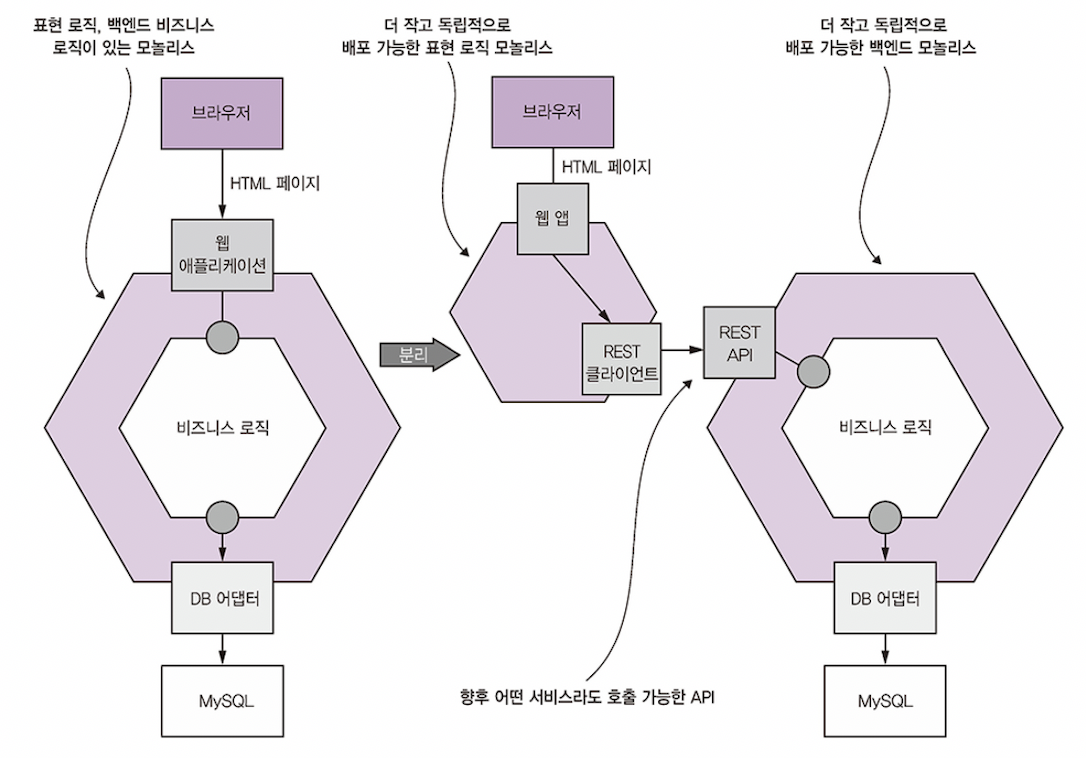 표현 로직, 백엔드 비즈니스
로직이 있는 모놀리스
브라우저
HTML 페이지
웹
애플리케이션
비즈니스 로직
DB 어댑터
MySQL
분리
더 작고 독립적으로
배포 가능한 표현 로직 모놀리스
브라우저
HTML 페이지
웹 앱
REST
클라이언트
향후 어떤 서비스라도 호출 가능한 API
더 작고 독립적으로
배포 가능한 백엔드 모놀리스
REST
API
비즈니스 로직
DB 어댑터
MySQL